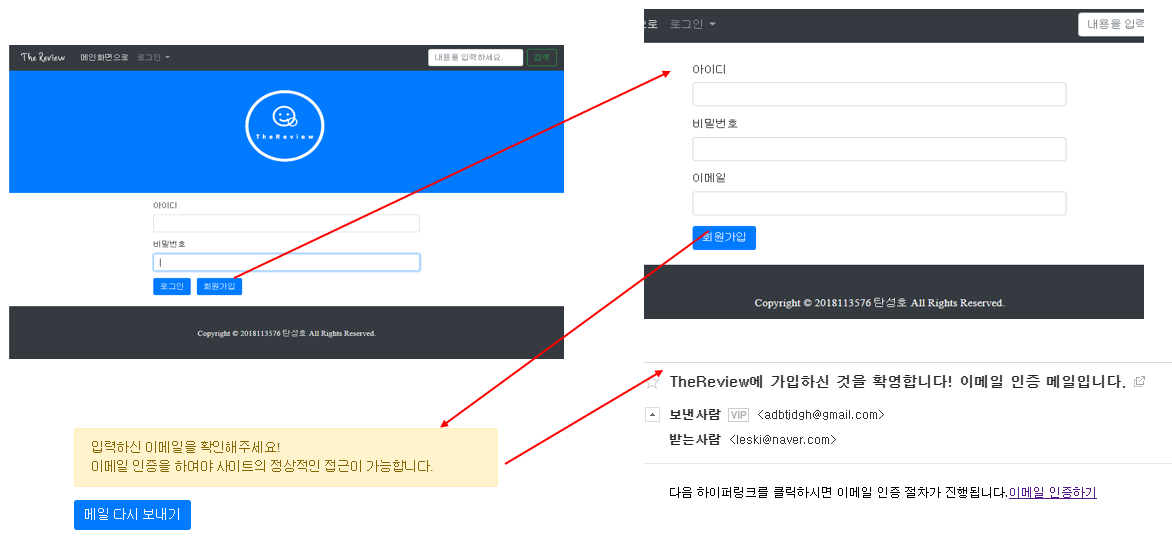 The Review 메인화면으로 로그인
내용을 입력하세요. 검색
TheReview
아이디
비밀번호
로그인 회원가입
Copyright © 2018113576 탄성호 All Rights Reserved.
으로 로그인
내용을 입력
아이디
비밀번호
이메일
회원가입
Copyright © 2018113576 탄성호 All Rights Reserved.
입력하신 이메일을 확인해주세요!
이메일 인증을 하여야 사이트의 정상적인 접근이 가능합니다.
메일 다시 보내기
TheReview에 가입하신 것을 확영합니다! 이메일 인증 메일입니다.
보낸사람 VIP <adbtjdgh@gmail.com>
받는사람 <leski@naver.com>
다음 하이퍼링크를 클릭하시면 이메일 인증 절차가 진행됩니다.이메일 인증하기